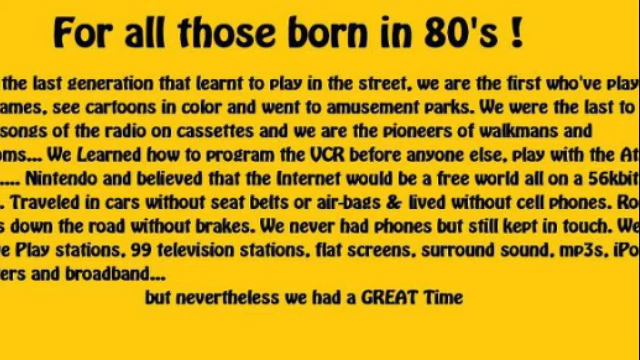 For all those born in 80's !
the last generation that learnt to play in the street, we are the first who've play
ames, see cartoons in color and went to amusement parks. We were the last to
songs of the radio on cassettes and we are the pioneers of walkmans and
oms... We Learned how to program the VCR before anyone else, play with the At
.... Nintendo and believed that the Internet would be a free world all on a 56kbit
. Traveled in cars without seat belts or air-bags & lived without cell phones. Ro
s down the road without brakes. We never had phones but still kept in touch. We
e Play stations, 99 television stations, flat screens, surround sound, mp3s, iPo
ers and broadband...
but nevertheless we had a GREAT Time